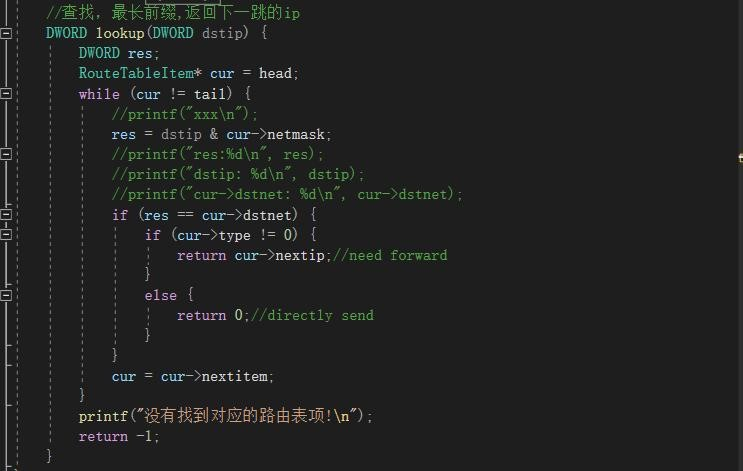 //查找，最长前缀,返回下一跳的ip
DWORD lookup(DWORD dstip) {
DWORD res;
RouteTableItem* cur = head;
while (cur != tail) {
//printf("xxx\n");
res = dstip & cur->netmask;
//printf("res:%d\n", res);
//printf("dstip: %d\n", dstip);
//printf("cur->dstnet: %d\n", cur->dstnet);
if (res == cur->dstnet) {
if (cur->type != 0) {
return cur->nextip;//need forward
}
else {
return 0;//directly send
}
}
cur = cur->nextitem;
}
printf("没有找到对应的路由表项!\n");
return -1;
}